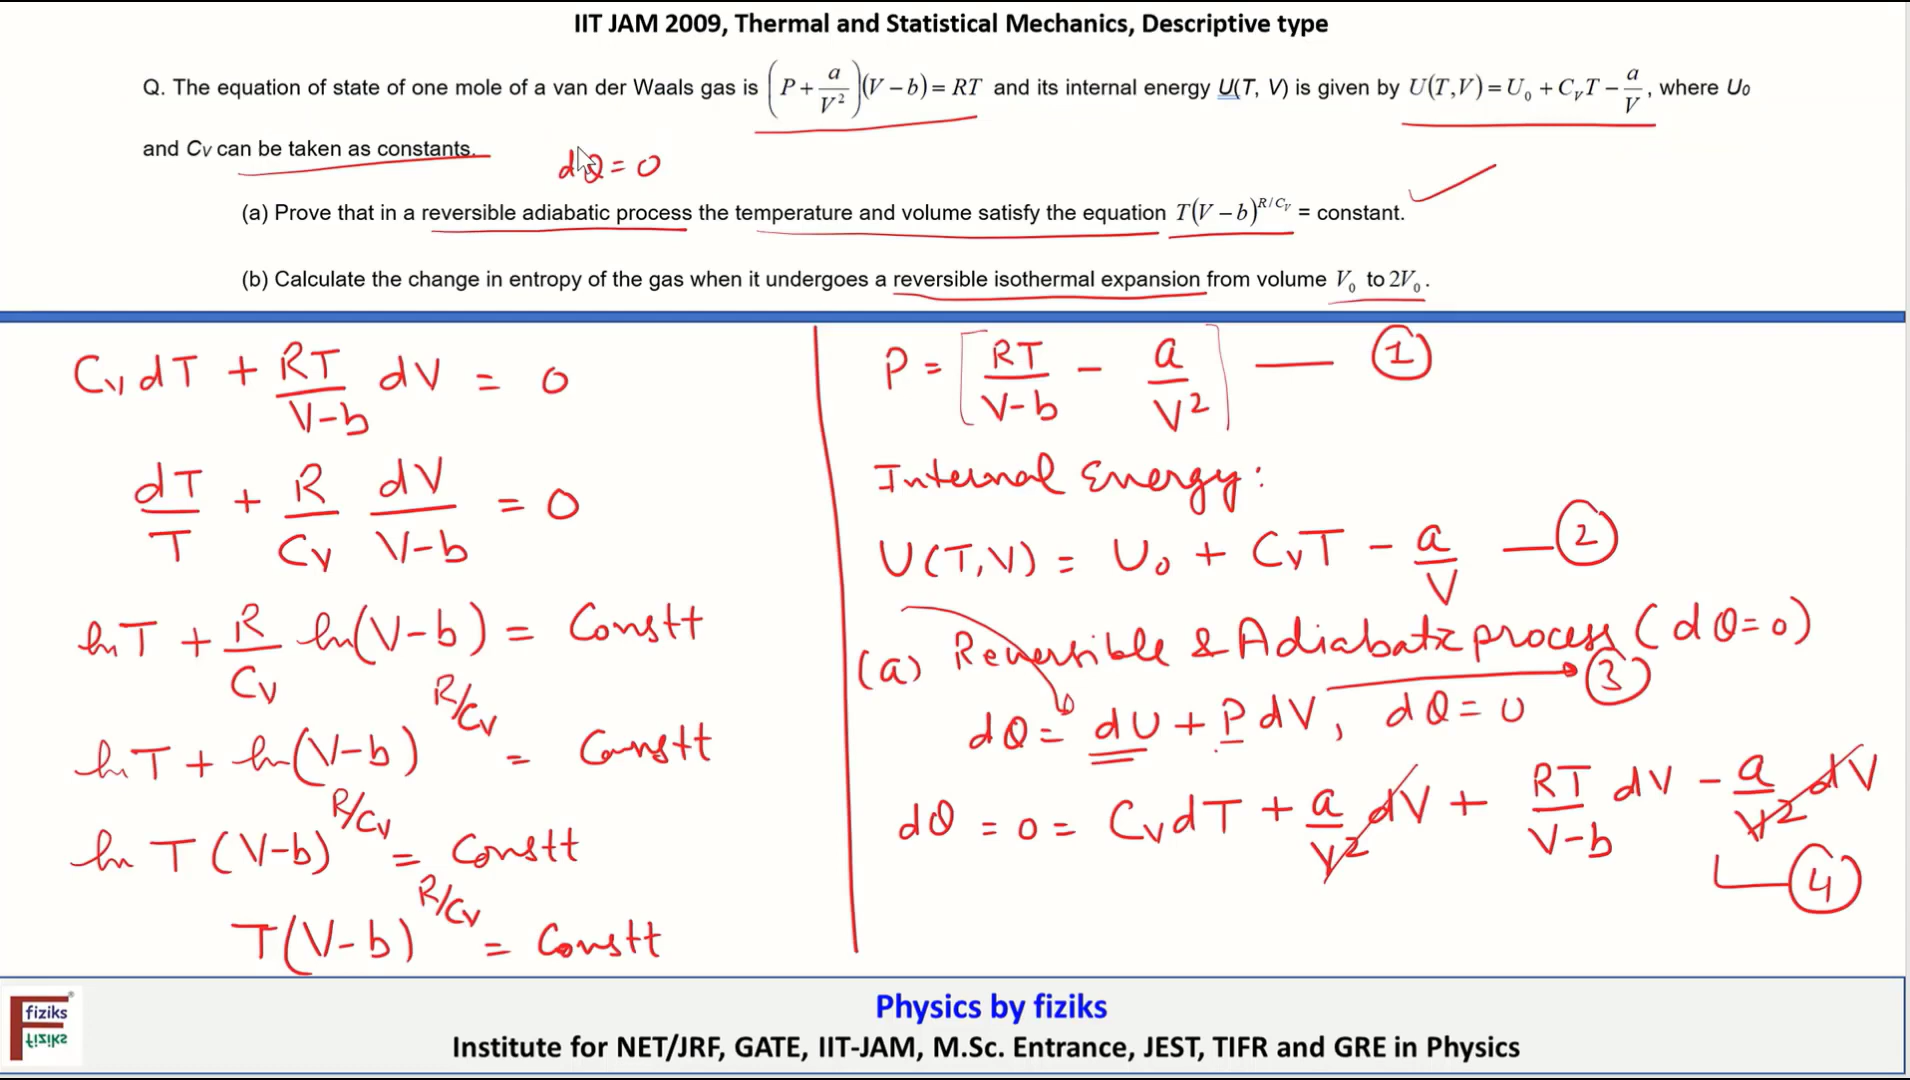 IIT JAM 2009, Thermal and Statistical Mechanics, Descriptive type
Q. The equation of state of one mole of a van der Waals gas is (P + a/V²)(V − b) = RT and its internal energy U(T, V) is given by U(T,V) = U₀ + C_V T − a/V, where U₀
and Cᵥ can be taken as constants.
dQ = 0
(a) Prove that in a reversible adiabatic process the temperature and volume satisfy the equation T(V − b)^{R/C_V} = constant.
(b) Calculate the change in entropy of the gas when it undergoes a reversible isothermal expansion from volume V₀ to 2V₀.
C_V dT + RT/(V-b) dV = 0
dT/T + R/C_V dV/(V-b) = 0
ln T + R/C_V ln(V-b) = Constt
ln T + ln(V-b)^{R/C_V} = Constt
ln T (V-b)^{R/C_V} = Constt
T(V-b)^{R/C_V} = Constt
P = [RT/(V-b) - a/V²] — 1
Internal Energy:
U(T,V) = U₀ + C_V T - a/V — 2
(a) Reversible & Adiabatic process (dQ=0)
dQ = dU + PdV, dQ = 0 3
dQ = 0 = C_V dT + a/V² dV + RT/(V-b) dV - a/V² dV
4
fiziks
fiziks
®
Physics by fiziks
Institute for NET/JRF, GATE, IIT-JAM, M.Sc. Entrance, JEST, TIFR and GRE in Physics